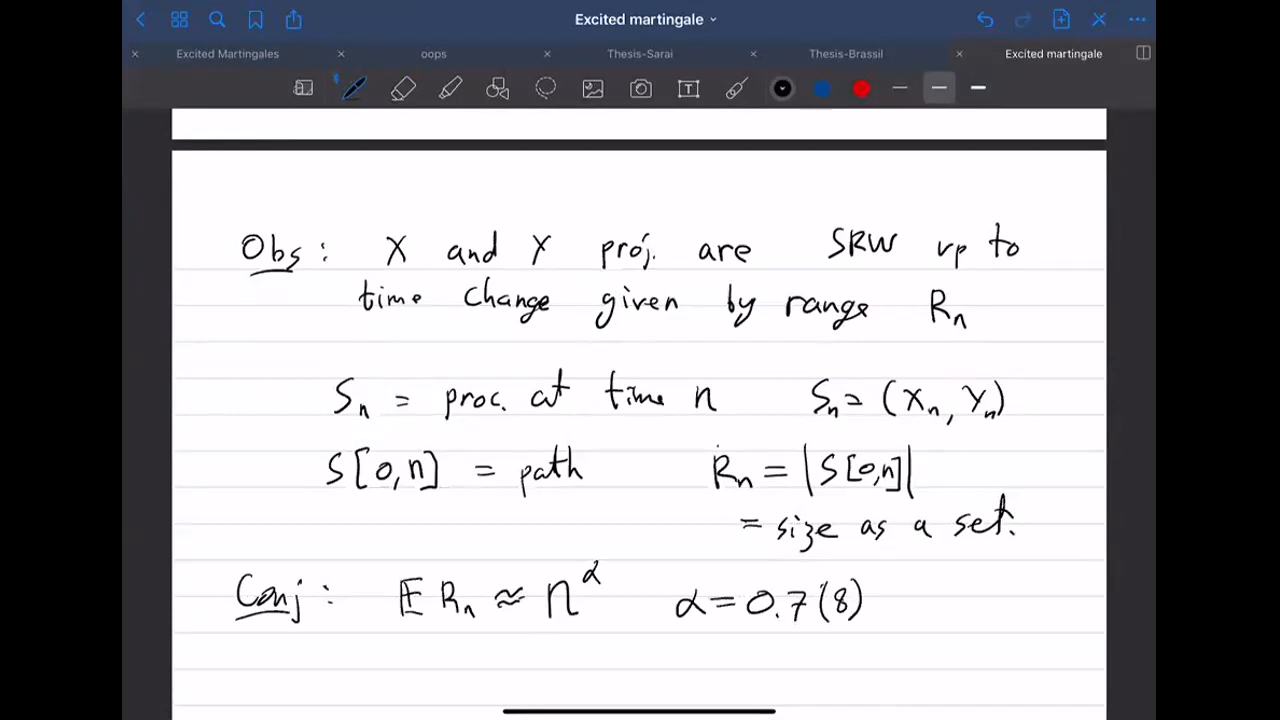 Excited martingale
Excited Martingales
oops
Thesis-Sarai
Thesis-Brassil
Excited martingale
Obs: X and Y proj. are SRW up to
time change given by range Rₙ
Sₙ = proc. at time n Sₙ = (Xₙ, Yₙ)
S[0,n] = path Rₙ = |S[0,n]|
= size as a set.
Conj: E Rₙ ≈ n^α α = 0.7(8)